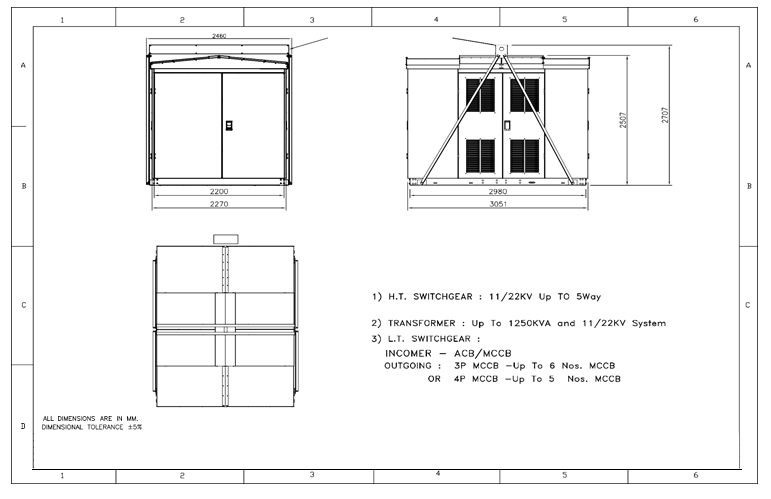 1 2 3 4 5 6
2460
A A
2507
2707
B B
2200
2980
2270
3051
C C
1) H.T. SWITCHGEAR : 11/22KV Up TO 5Way
2) TRANSFORMER : Up To 1250KVA and 11/22KV System
3) L.T. SWITCHGEAR :
INCOMER – ACB/MCCB
OUTGOING : 3P MCCB –Up To 6 Nos. MCCB
OR 4P MCCB –Up To 5 Nos. MCCB
ALL DIMENSIONS ARE IN MM.
DIMENSIONAL TOLERANCE ±5%
D D
1 2 3 4 5 6